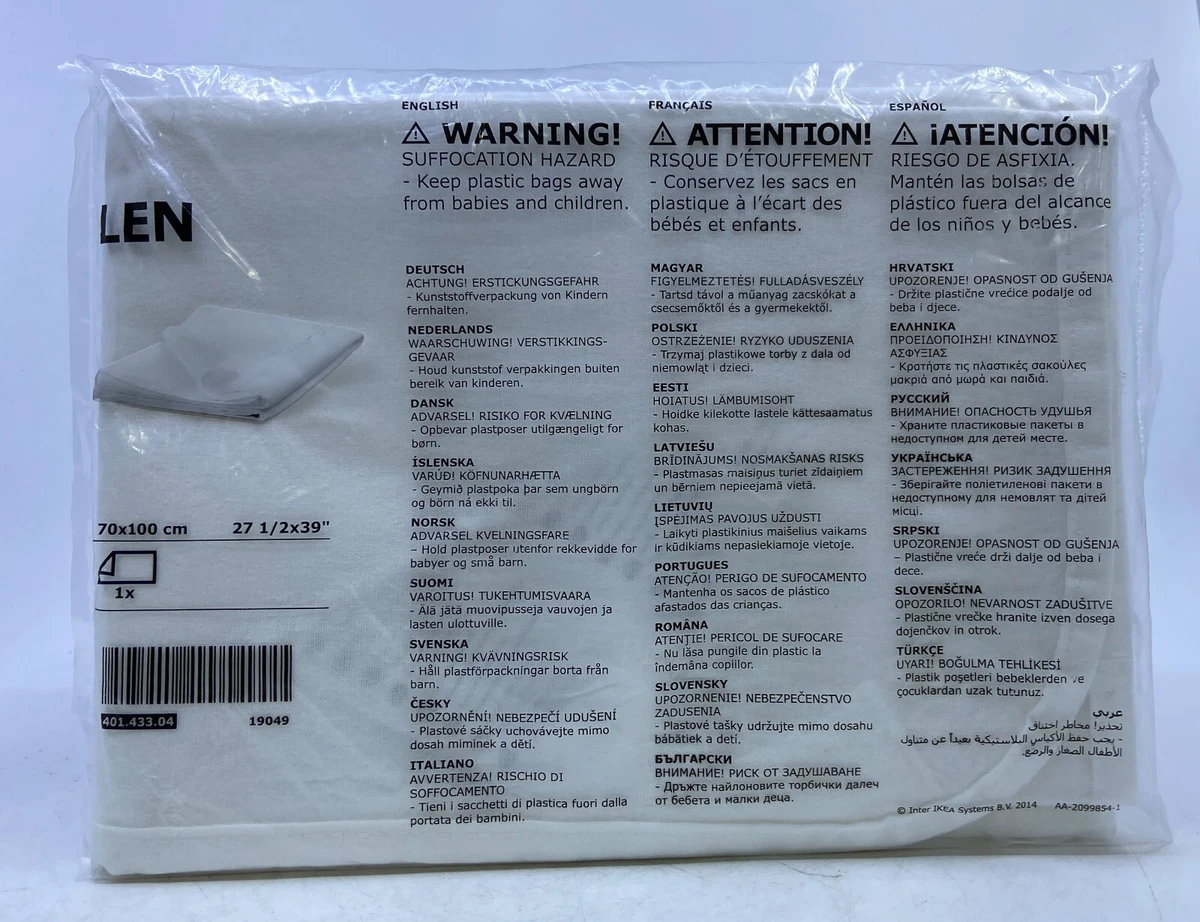 LEN
70x100 cm 27 1/2x39"
1x
401.433.04 19049
ENGLISH
⚠ WARNING!
SUFFOCATION HAZARD
- Keep plastic bags away
from babies and children.
FRANÇAIS
⚠ ATTENTION!
RISQUE D’ÉTOUFFEMENT
- Conservez les sacs en
plastique à l’écart des
bébés et enfants.
ESPAÑOL
⚠ ¡ATENCIÓN!
RIESGO DE ASFIXIA.
Mantén las bolsas de
plástico fuera del alcance
de los niños y bebés.
DEUTSCH
ACHTUNG! ERSTICKUNGSGEFAHR
- Kunststoffverpackung von Kindern
fernhalten.
NEDERLANDS
WAARSCHUWING! VERSTIKKINGS-
GEVAAR
- Houd kunststof verpakkingen buiten
bereik van kinderen.
DANSK
ADVARSEL! RISIKO FOR KVÆLNING
- Opbevar plastposer utilgængeligt for
børn.
ÍSLENSKA
VARÚÐ! KÖFNUNARHÆTTA
- Geymið plastpoka þar sem ungbörn
og börn ná ekki til.
NORSK
ADVARSEL KVELNINGSFARE
– Hold plastposer utenfor rekkevidde for
babyer og små barn.
SUOMI
VAROITUS! TUKEHTUMISVAARA
- Älä jätä muovipusseja vauvojen ja
lasten ulottuville.
SVENSKA
VARNING! KVÄVNINGSRISK
- Håll plastförpackningar borta från
barn.
ČESKY
UPOZORNĚNÍ! NEBEZPEČÍ UDUŠENÍ
- Plastové sáčky uchovávejte mimo
dosah miminek a dětí.
ITALIANO
AVVERTENZA! RISCHIO DI
SOFFOCAMENTO
- Tieni i sacchetti di plastica fuori dalla
portata dei bambini.
MAGYAR
FIGYELMEZTETÉS! FULLADÁSVESZÉLY
- Tartsd távol a műanyag zacskókat a
csecsemőktől és a gyermekektől.
POLSKI
OSTRZEŻENIE! RYZYKO UDUSZENIA
- Trzymaj plastikowe torby z dala od
niemowląt i dzieci.
EESTI
HOIATUS! LÄMBUMISOHT
- Hoidke kilekotte lastele kättesaamatus
kohas.
LATVIEŠU
BRĪDINĀJUMS! NOSMAKŠANAS RISKS
- Plastmasas maisiņus turiet zīdaiņiem
un bērniem nepieejamā vietā.
LIETUVIŲ
ĮSPĖJIMAS PAVOJUS UŽDUSTI
- Laikyti plastikinius maišelius vaikams
ir kūdikiams nepasiekiamoje vietoje.
PORTUGUES
ATENÇÃO! PERIGO DE SUFOCAMENTO
- Mantenha os sacos de plástico
afastados das crianças.
ROMÂNA
ATENŢIE! PERICOL DE SUFOCARE
- Nu lăsa pungile din plastic la
îndemâna copiilor.
SLOVENSKY
UPOZORNENIE! NEBEZPEČENSTVO
ZADUSENIA
- Plastové tašky udržujte mimo dosahu
bábätiek a detí.
БЪЛГАРСКИ
ВНИМАНИЕ! РИСК ОТ ЗАДУШАВАНЕ
- Дръжте найлоновите торбички далеч
от бебета и малки деца.
HRVATSKI
UPOZORENJE! OPASNOST OD GUŠENJA
- Držite plastične vrećice podalje od
beba i djece.
ΕΛΛΗΝΙΚΑ
ΠΡΟΕΙΔΟΠΟΙΗΣΗ! ΚΙΝΔΥΝΟΣ
ΑΣΦΥΞΙΑΣ
- Κρατήστε τις πλαστικές σακούλες
μακριά από μωρά και παιδιά.
РУССКИЙ
ВНИМАНИЕ! ОПАСНОСТЬ УДУШЬЯ
- Храните пластиковые пакеты в
недоступном для детей месте.
УКРАЇНСЬКА
ЗАСТЕРЕЖЕННЯ! РИЗИК ЗАДУШЕННЯ
- Зберігайте поліетиленові пакети в
недоступному для немовлят та дітей
місці.
SRPSKI
UPOZORENJE! OPASNOST OD GUŠENJA
– Plastične vreće drži dalje od beba i
dece.
SLOVENŠČINA
OPOZORILO! NEVARNOST ZADUŠITVE
- Plastične vrečke hranite izven dosega
dojenčkov in otrok.
TÜRKÇE
UYARI! BOĞULMA TEHLİKESİ
- Plastik poşetleri bebeklerden ve
çocuklardan uzak tutunuz.
عربي
تحذير! مخاطر اختناق
- يجب حفظ الأكياس البلاستيكية بعيداً عن متناول
الأطفال الصغار والرضع.
© Inter IKEA Systems B.V. 2014 AA-2099854-1